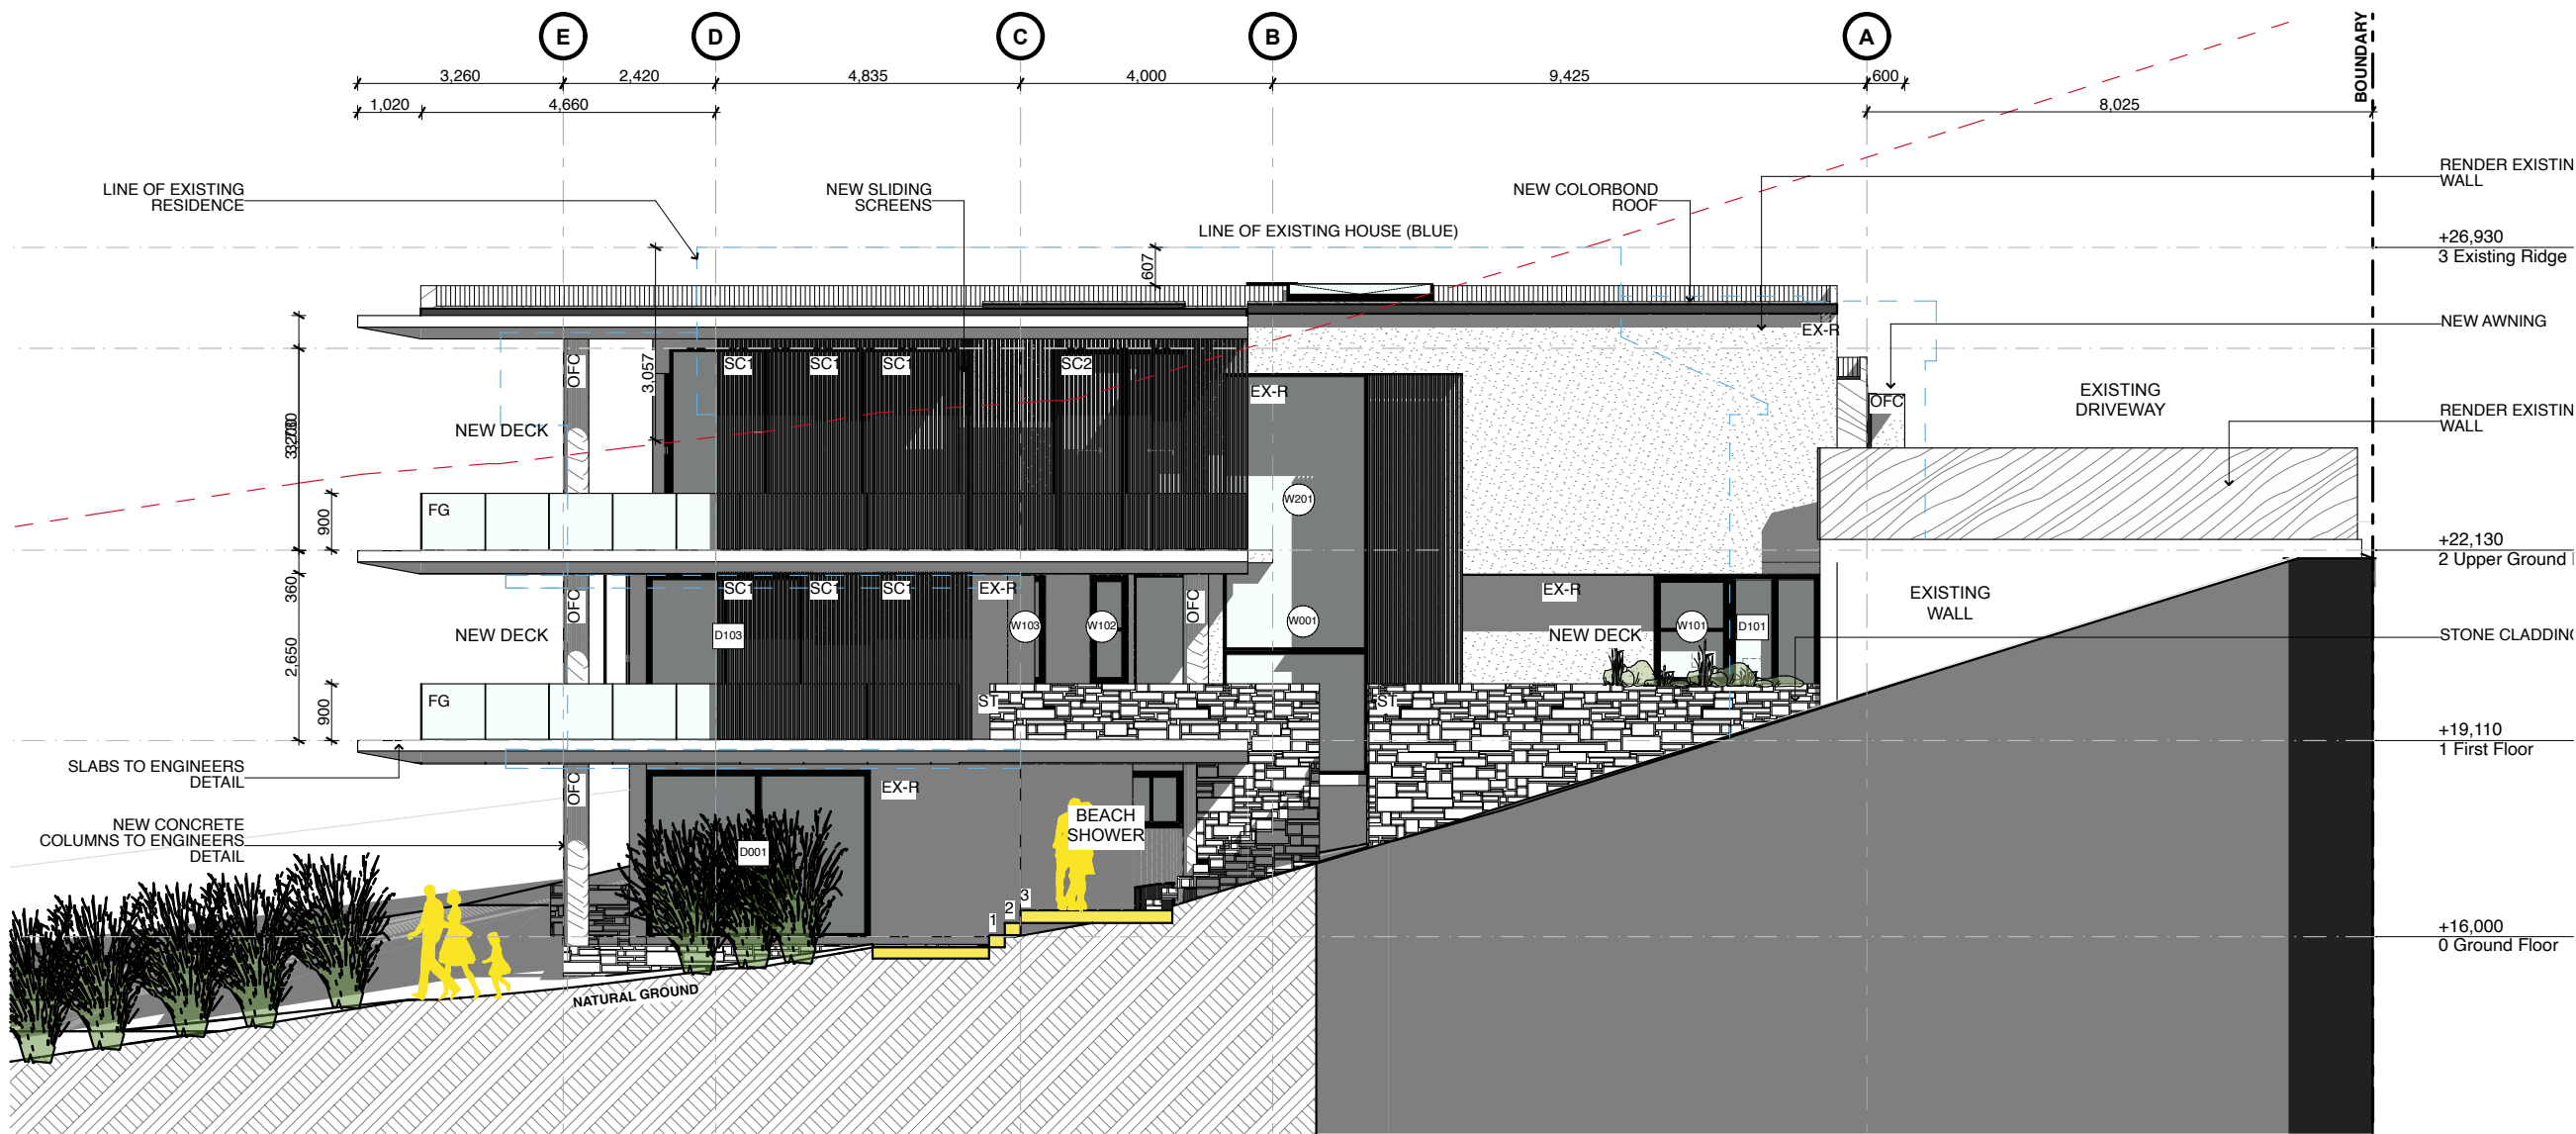 E
D
C
B
A
BOUNDARY
3,260
2,420
4,835
4,000
9,425
600
1,020
4,660
8,025
LINE OF EXISTING
RESIDENCE
NEW SLIDING
SCREENS
NEW COLORBOND
ROOF
RENDER EXISTIN
WALL
LINE OF EXISTING HOUSE (BLUE)
607
+26,930
3 Existing Ridge
NEW AWNING
EX-R
OFC
3,057
SC1
SC1
SC1
SC2
EX-R
OFC
EXISTING
DRIVEWAY
RENDER EXISTIN
WALL
NEW DECK
W201
FG
900
+22,130
2 Upper Ground
360
OFC
SC1
SC1
SC1
EX-R
OFC
EX-R
EXISTING
WALL
NEW DECK
D103
W103
W102
W001
NEW DECK
W101
D101
STONE CLADDING
2,650
FG
900
ST
ST
+19,110
1 First Floor
SLABS TO ENGINEERS
DETAIL
OFC
EX-R
NEW CONCRETE
COLUMNS TO ENGINEERS
DETAIL
BEACH
SHOWER
D001
3
2
1
+16,000
0 Ground Floor
NATURAL GROUND